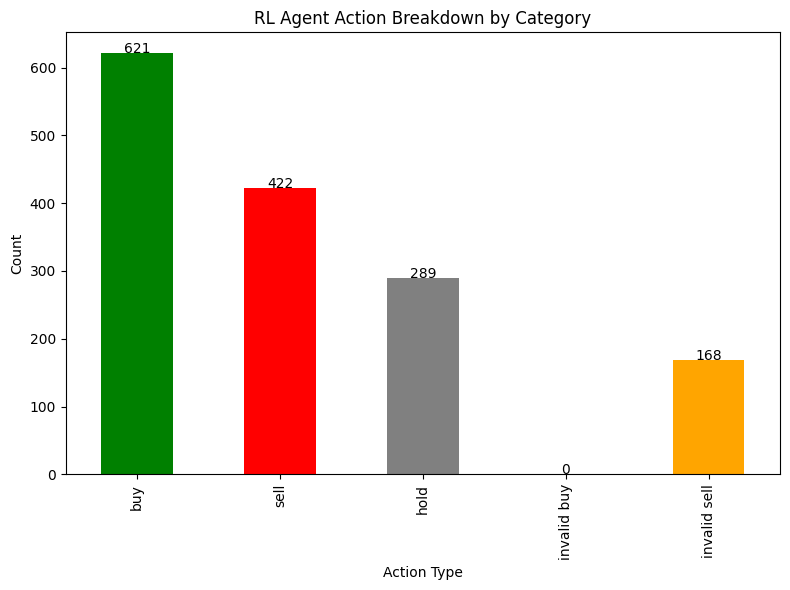 RL Agent Action Breakdown by Category
Count
600
500
400
300
200
100
0
621
422
289
0
168
buy
sell
hold
invalid buy
invalid sell
Action Type